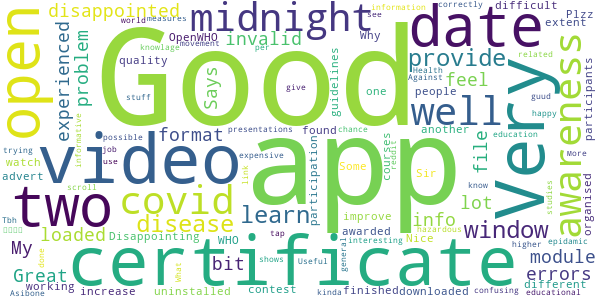 Good
app
certificate
video
Very
date
midnight
open
two
well
covid
awareness
disappointed
invalid
provide
experienced
problem
Says
format
feel
guidelines
quality
people
Why
Plzz
extent
difficult
participants
OpenWHO
world
measures
knowlage
movement
per
information
see
correctly
Against
Health
related
one
give
stuff
presentations
found
possible
job
use
trying
informative
watch
advert
another
file
courses
reddit
guud
happy
education
More
chance
participation
disease
learn
info
lot
window
organised
loaded
Disappointing
expensive
link
Some
Sir
improve
awarded
Nice
know
studies
module
errors
epidamic
My
scroll
bit
tap
WHO
general
interesting
hazardous
higher
different
Great
Tbh
working
done
What
shows
Useful
uninstalled
contest
kinda
finished
downloaded
confusing
increase
Asibone
educational